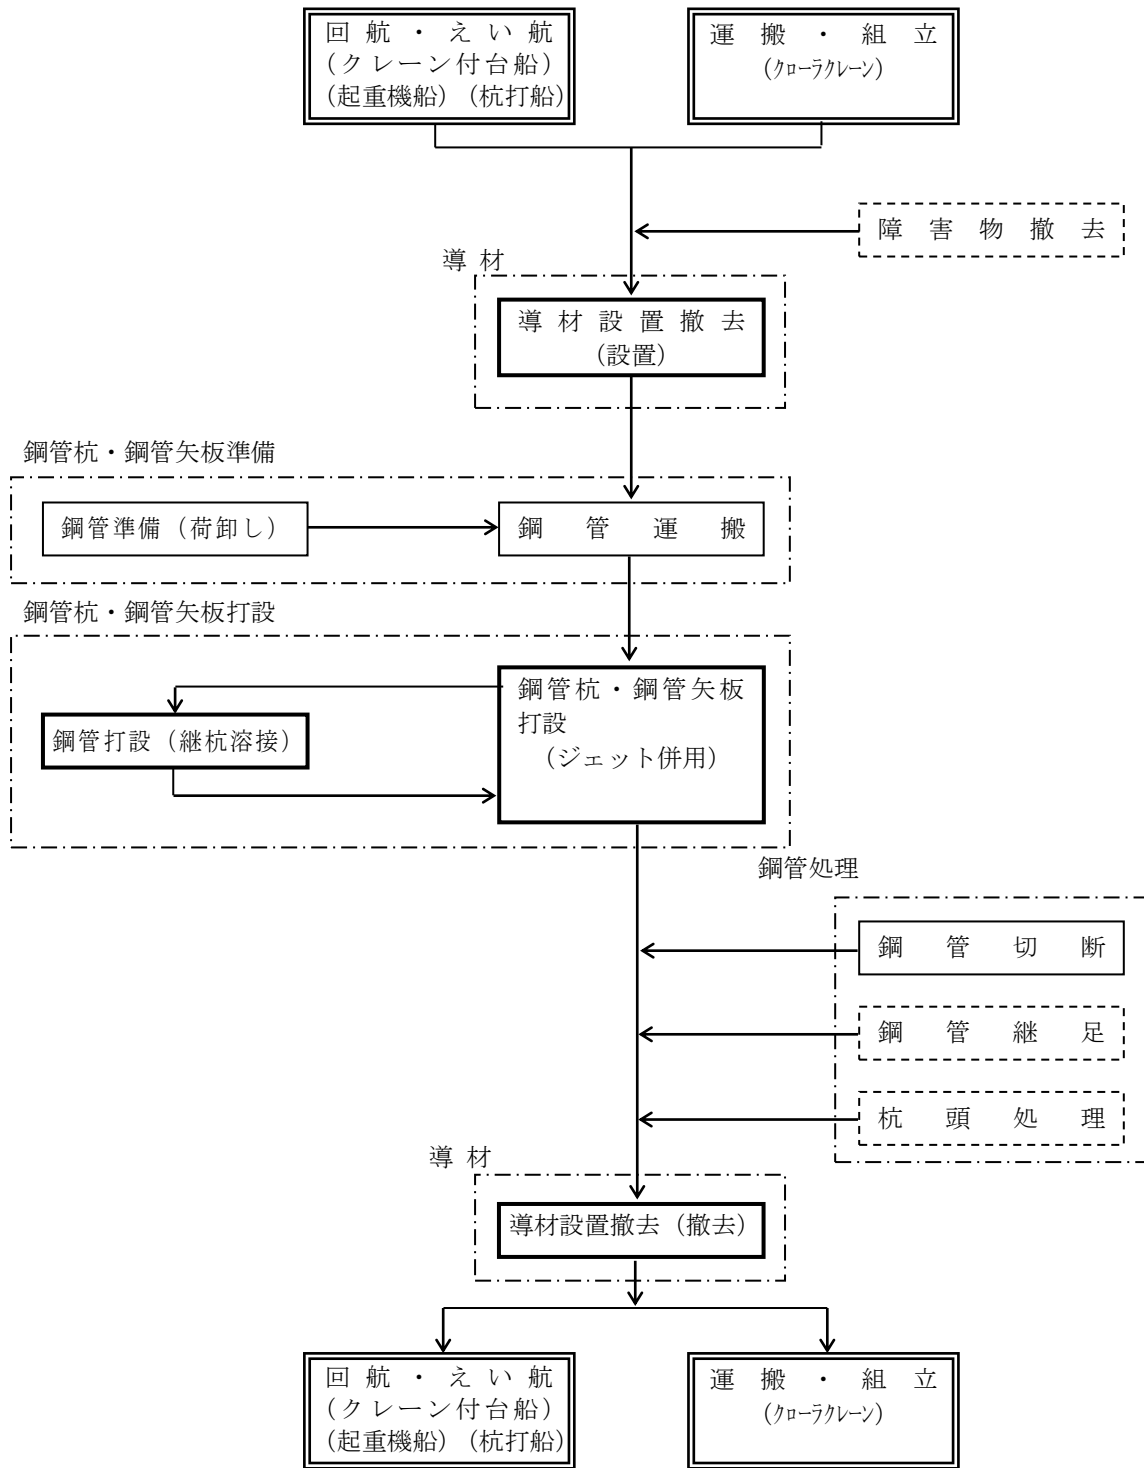 回航・えい航
(クレーン付台船)
(起重機船)(杭打船)
運搬・組立
(ｸﾛｰﾗｸﾚｰﾝ)
障害物撤去
導材
導材設置撤去
(設置)
鋼管杭・鋼管矢板準備
鋼管準備(荷卸し)
鋼管運搬
鋼管杭・鋼管矢板打設
鋼管杭・鋼管矢板
打設
(ジェット併用)
鋼管打設(継杭溶接)
鋼管処理
鋼管切断
鋼管継足
杭頭処理
導材
導材設置撤去(撤去)
回航・えい航
(クレーン付台船)
(起重機船)(杭打船)
運搬・組立
(ｸﾛｰﾗｸﾚｰﾝ)